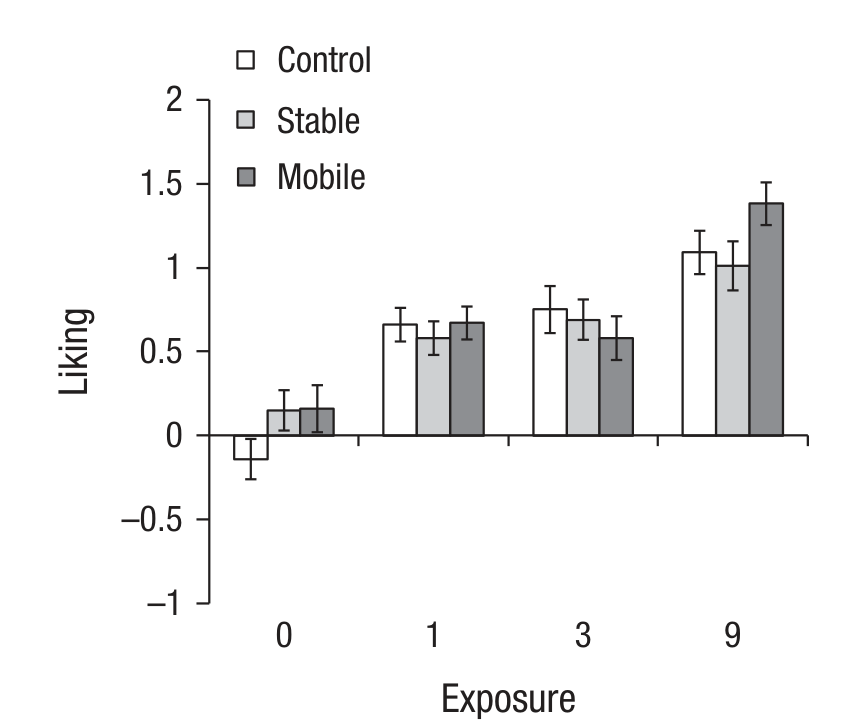 Control
Stable
Mobile
2
1.5
1
0.5
0
–0.5
–1
Liking
0 1 3 9
Exposure